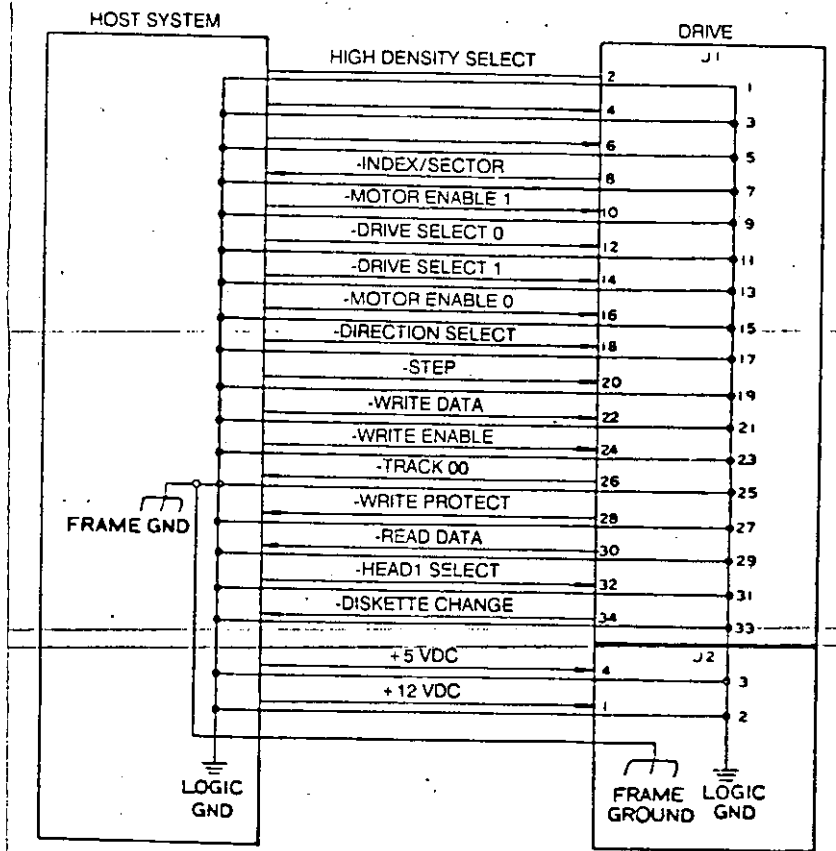 HOST SYSTEM
DRIVE
J1
HIGH DENSITY SELECT
2
1
4
3
6
5
-INDEX/SECTOR
8
7
-MOTOR ENABLE 1
10
9
-DRIVE SELECT 0
12
11
-DRIVE SELECT 1
14
13
-MOTOR ENABLE 0
16
15
-DIRECTION SELECT
18
17
-STEP
20
19
-WRITE DATA
22
21
-WRITE ENABLE
24
23
-TRACK 00
26
25
FRAME GND
-WRITE PROTECT
28
27
-READ DATA
30
29
-HEAD1 SELECT
32
31
-DISKETTE CHANGE
34
33
J2
+5 VDC
4
3
+12 VDC
1
2
LOGIC
GND
FRAME
GROUND
LOGIC
GND